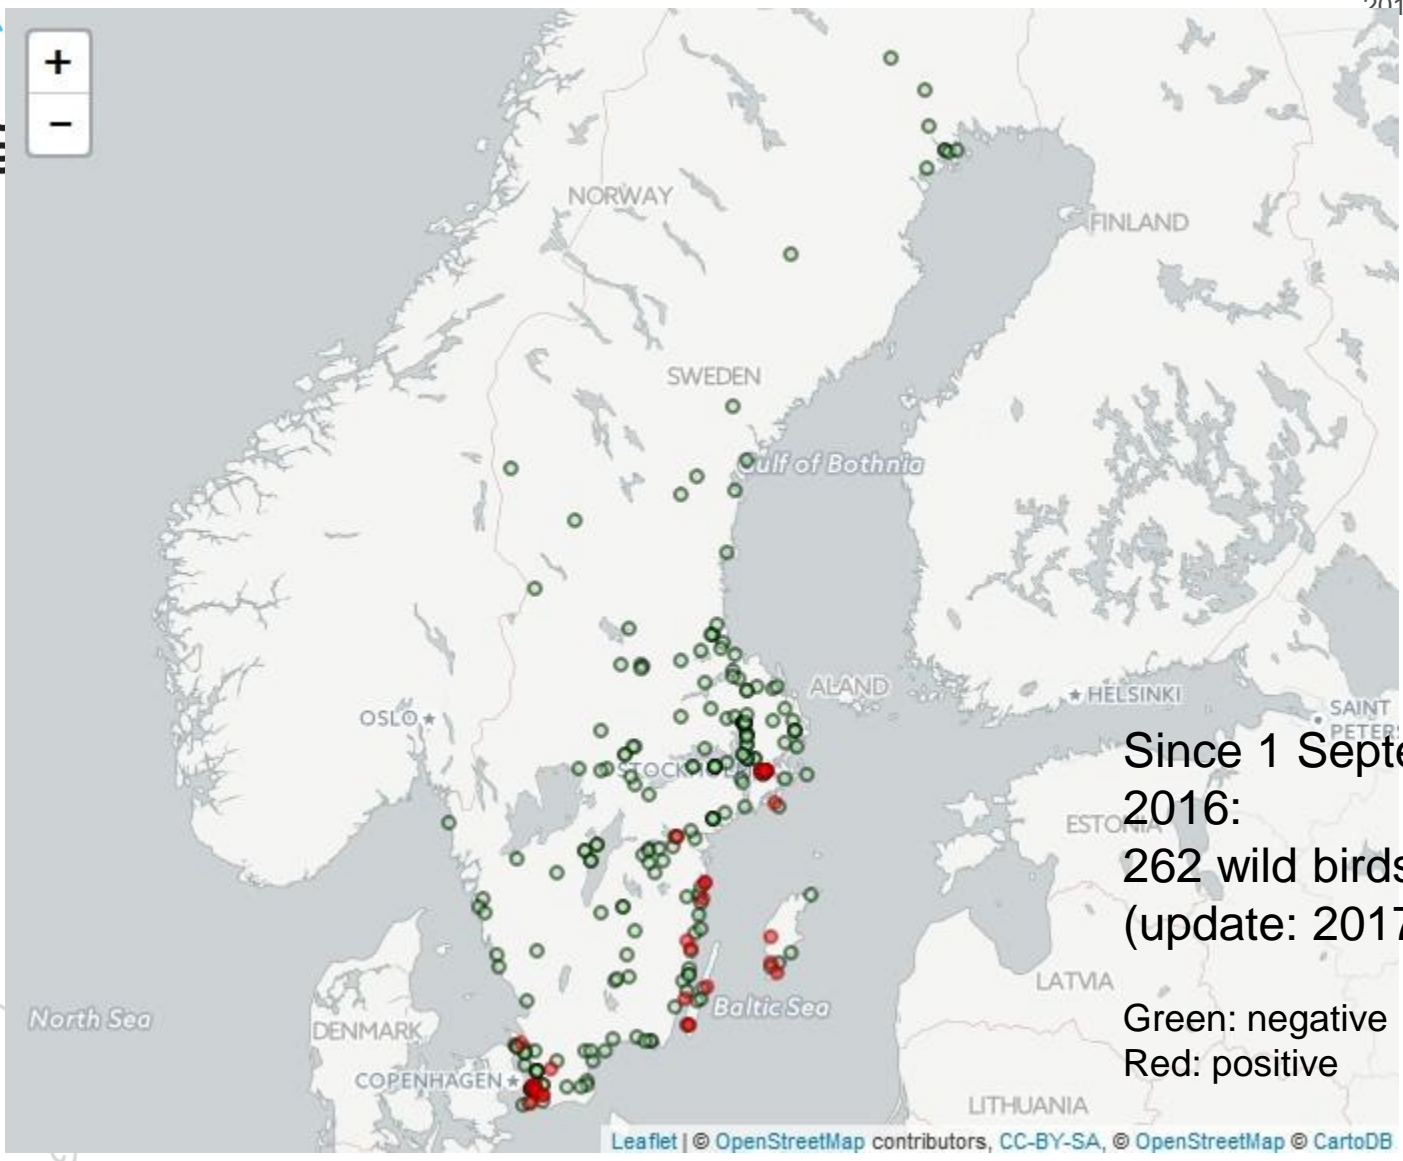 +
−
NORWAY
FINLAND
SWEDEN
Gulf of Bothnia
ALAND
HELSINKI
OSLO
SAINT
Since 1
2016:
STOCKHOLM
262 wild birds
ESTONIA
(update: 2017
LATVIA
North Sea
Baltic Sea
DENMARK
Green: negative
Red: positive
COPENHAGEN
LITHUANIA
Leaflet | © OpenStreetMap contributors, CC-BY-SA, © OpenStreetMap © CartoDB